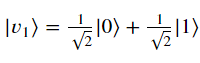 |v₁⟩ = 1/√2 |0⟩ + 1/√2 |1⟩